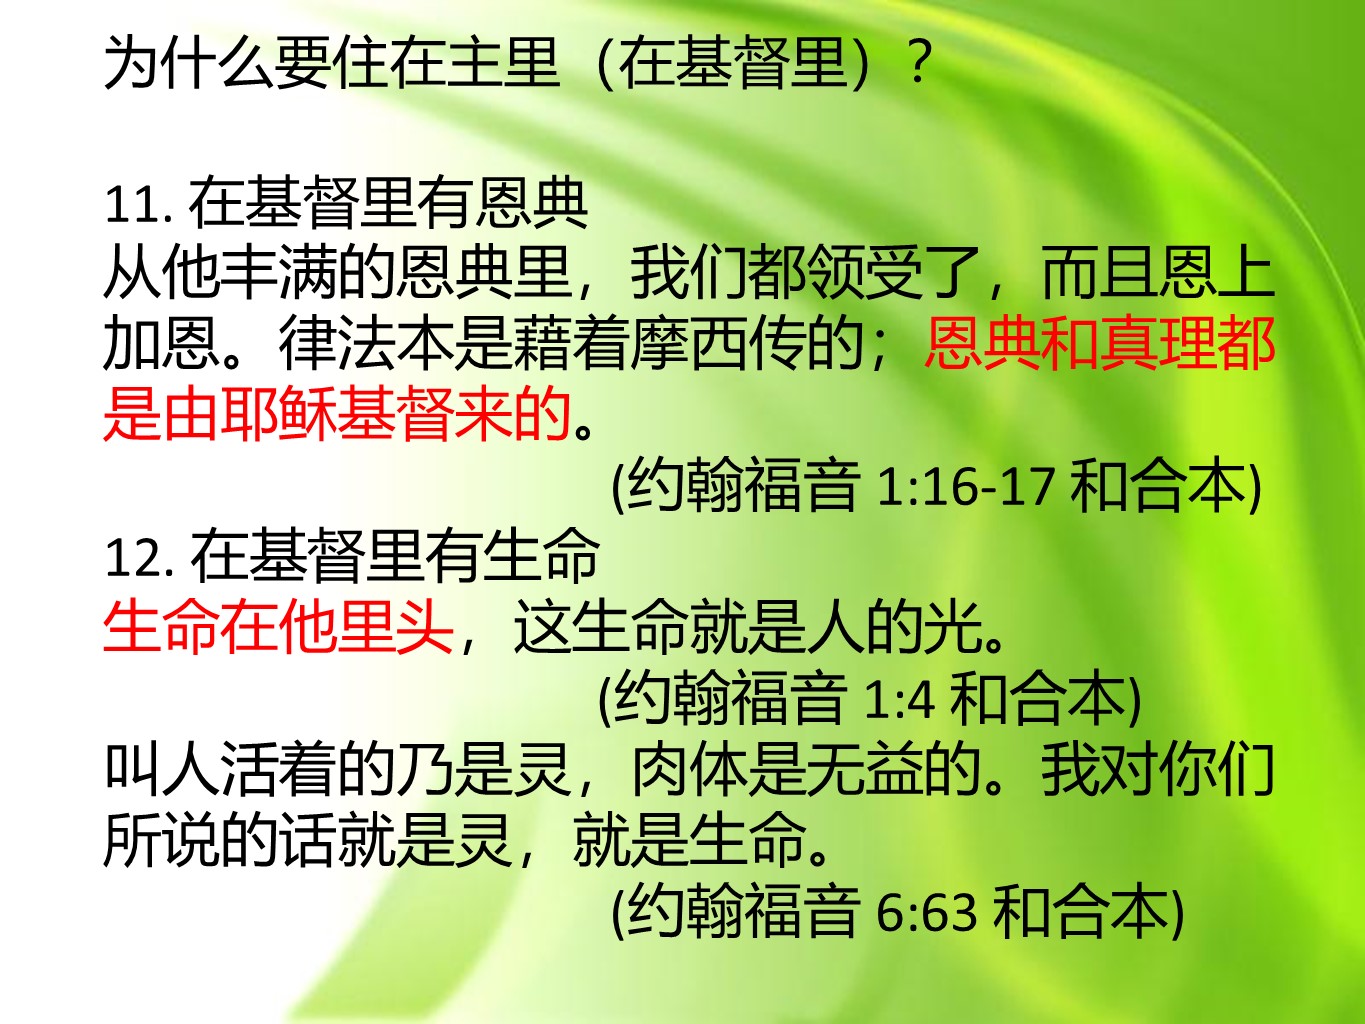 为什么要住在主里（在基督里）？
11. 在基督里有恩典
从他丰满的恩典里，我们都领受了，而且恩上
加恩。律法本是藉着摩西传的；恩典和真理都
是由耶稣基督来的。
(约翰福音 1:16-17 和合本)
12. 在基督里有生命
生命在他里头，这生命就是人的光。
(约翰福音 1:4 和合本)
叫人活着的乃是灵，肉体是无益的。我对你们
所说的话就是灵，就是生命。
(约翰福音 6:63 和合本)